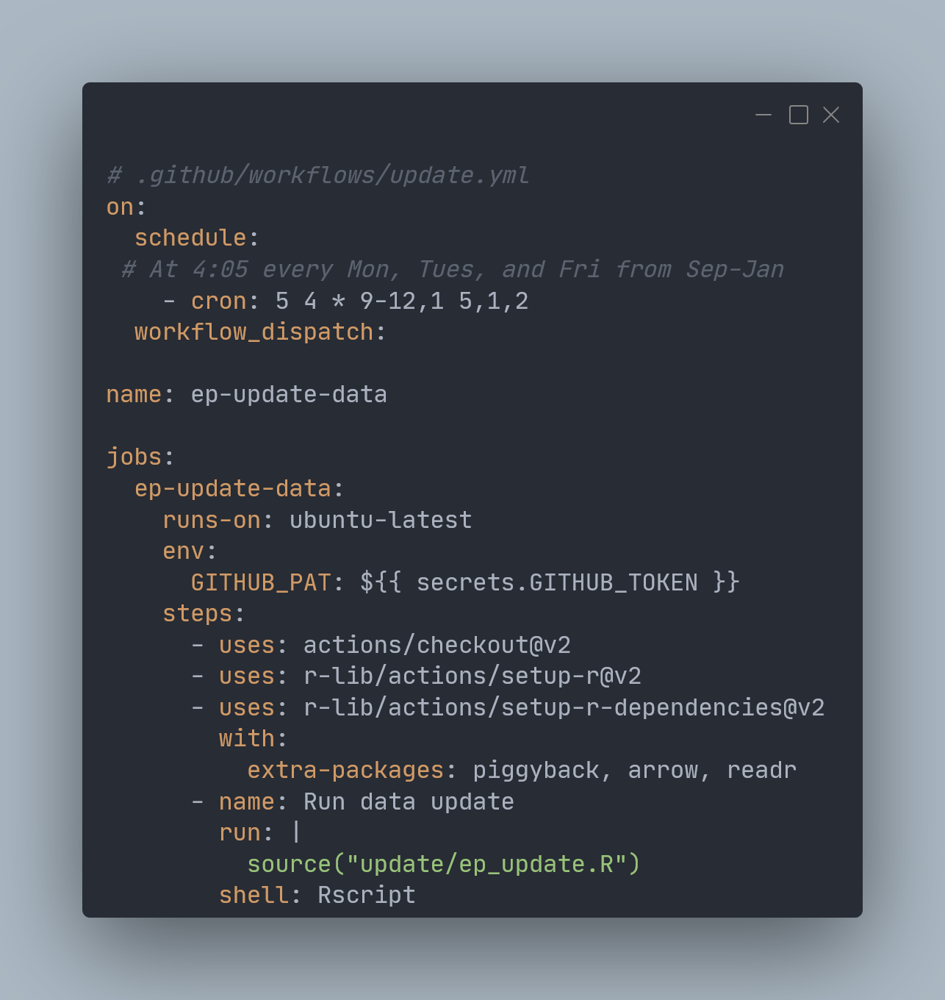 # .github/workflows/update.yml
on:
  schedule:
 # At 4:05 every Mon, Tues, and Fri from Sep-Jan
    - cron: 5 4 * 9-12,1 5,1,2
  workflow_dispatch:

name: ep-update-data

jobs:
  ep-update-data:
    runs-on: ubuntu-latest
    env:
      GITHUB_PAT: ${{ secrets.GITHUB_TOKEN }}
    steps:
      - uses: actions/checkout@v2
      - uses: r-lib/actions/setup-r@v2
      - uses: r-lib/actions/setup-r-dependencies@v2
        with:
          extra-packages: piggyback, arrow, readr
      - name: Run data update
        run: |
          source("update/ep_update.R")
        shell: Rscript